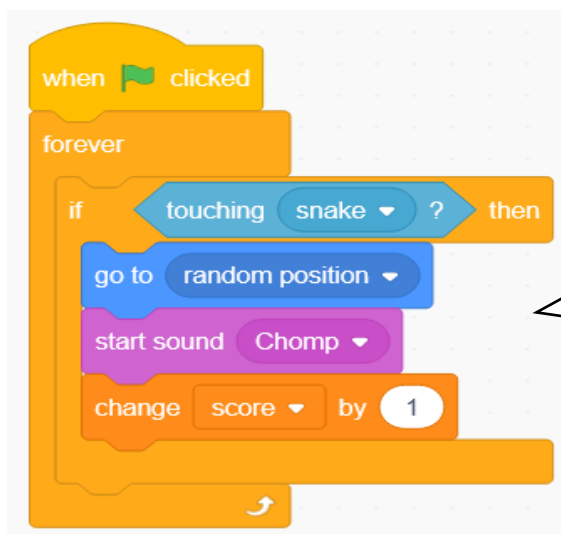 when clicked
forever
if touching snake ? then
go to random position
start sound Chomp
change score by 1